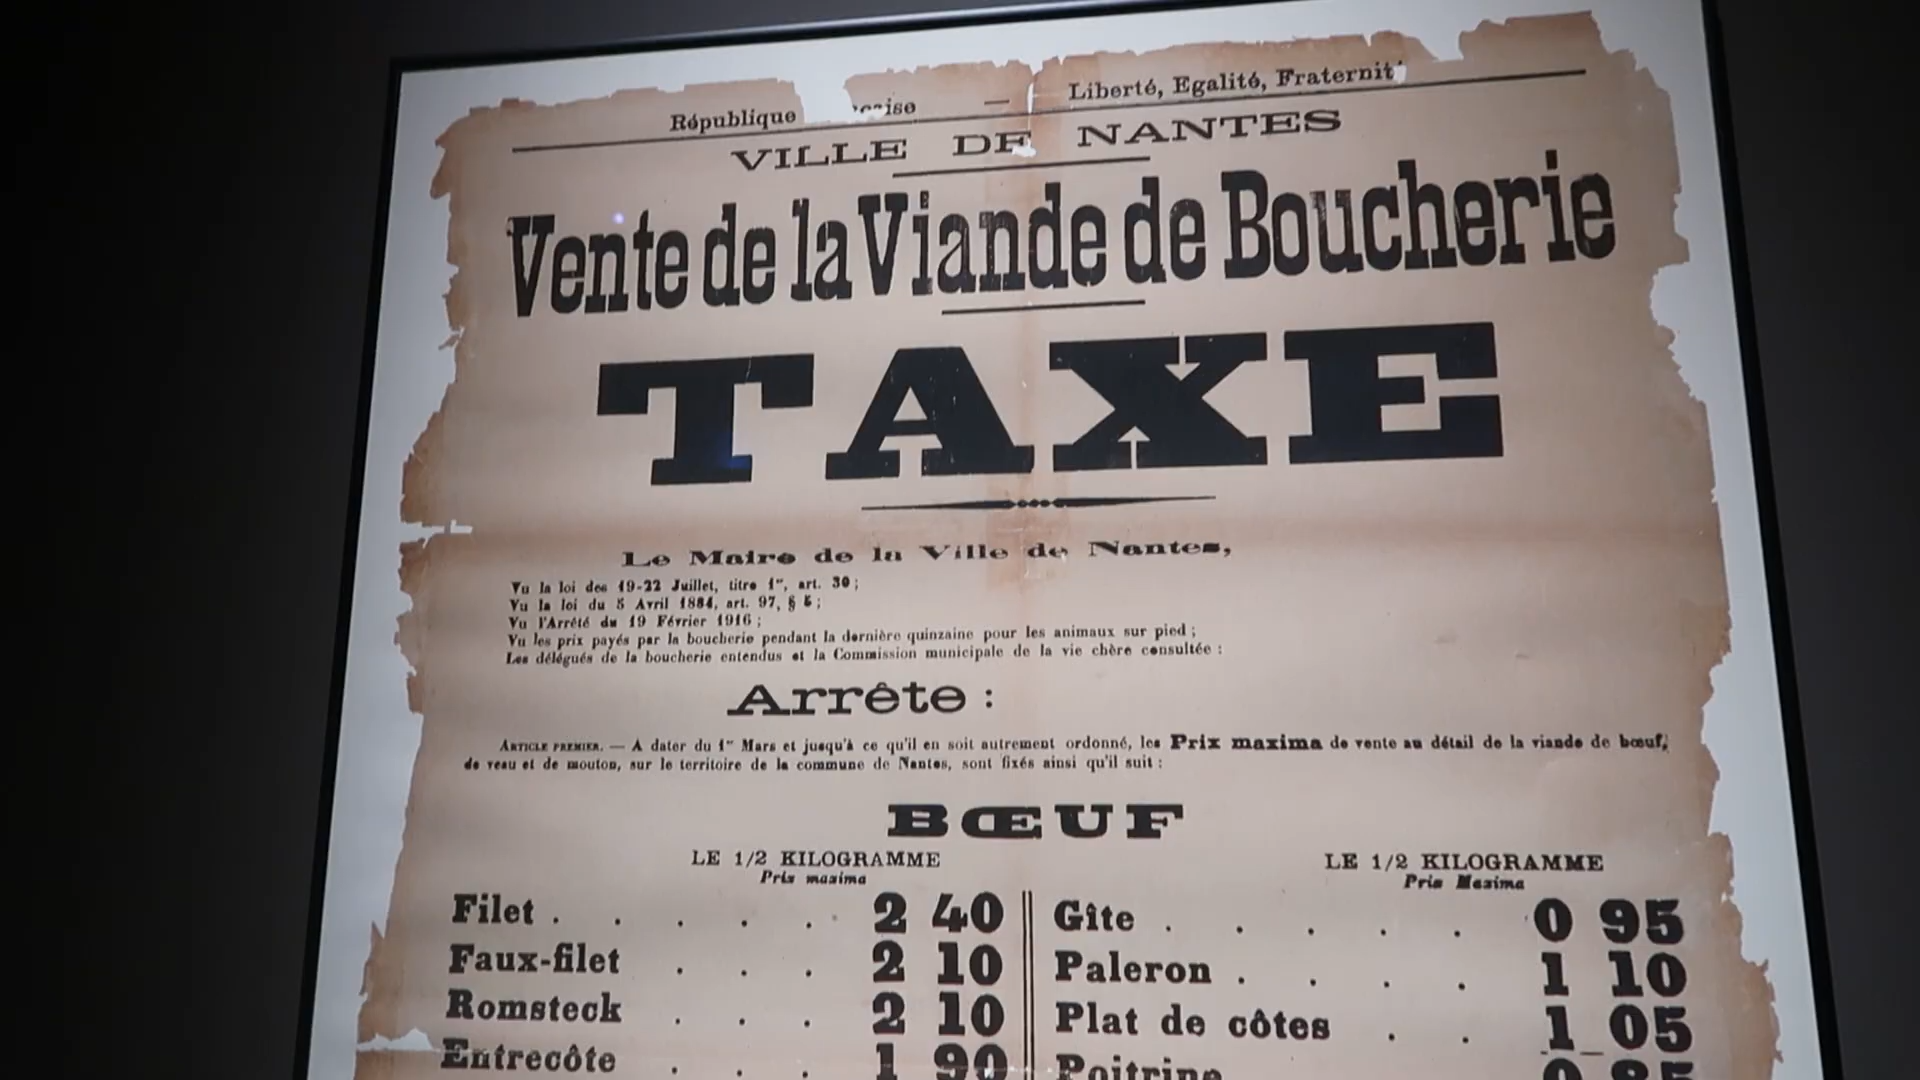 République  — Liberté, Egalité, Fraternit
VILLE DE NANTES
Vente de la Viande de Boucherie
TAXE
Le Maire de la Ville de Nantes,
Vu la loi des 19-22 Juillet, titre 1er, art. 30 ;
Vu la loi du 5 Avril 1884, art. 97, § 5 ;
Vu l'Arrêté du 19 Février 1916 ;
Vu les prix payés par la boucherie pendant la dernière quinzaine pour les animaux sur pied ;
Les délégués de la boucherie entendus et la Commission municipale de la vie chère consultée :
Arrête :
ARTICLE PREMIER. — A dater du 1er Mars et jusqu'à ce qu'il en soit autrement ordonné, les Prix maxima de vente au détail de la viande de bœuf,
de veau et de mouton, sur le territoire de la commune de Nantes, sont fixés ainsi qu'il suit :
BŒUF
LE 1/2 KILOGRAMME
Prix maxima
Filet . . . . . 2 40
Faux-filet . . . 2 10
Romsteck . . . 2 10
Entrecôte . . . 1 90
LE 1/2 KILOGRAMME
Prix Maxima
Gîte . . . . . 0 95
Paleron . . . . 1 10
Plat de côtes . . 1 05
Poitrine